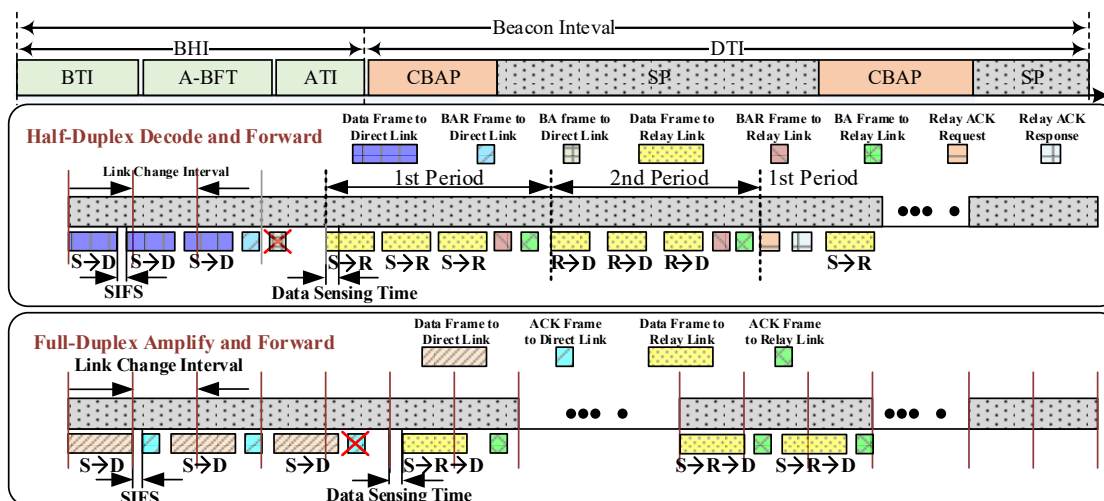 Beacon Inteval
BHI
DTI
BTI
A-BFT
ATI
CBAP
SP
CBAP
SP
Half-Duplex Decode and Forward
Data Frame to
Direct Link
BAR Frame to
Direct Link
BA frame to
Direct Link
Data Frame to
Relay Link
BAR Frame to
Relay Link
BA Frame to
Relay Link
Relay ACK
Request
Relay ACK
Response
Link Change Interval
1st Period
2nd Period
1st Period
S→D
S→D
S→D
S→R
S→R
S→R
R→D
R→D
R→D
S→R
SIFS
Data Sensing Time
Full-Duplex Amplify and Forward
Data Frame to
Direct Link
ACK Frame
to Direct Link
Data Frame to
Relay Link
ACK Frame
to Relay Link
Link Change Interval
S→D
S→D
S→D
S→R→D
S→R→D
S→R→D
SIFS
Data Sensing Time